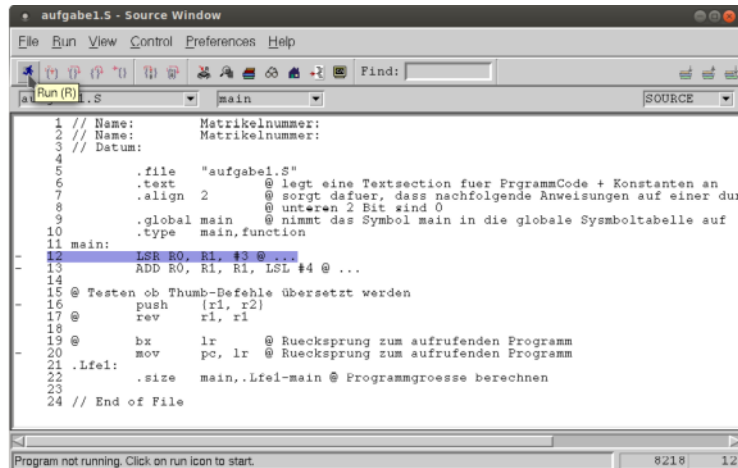 aufgabe1.S - Source Window
File Run View Control Preferences Help
Find:
Run (R)
.S main SOURCE
1 // Name: Matrikelnummer:
2 // Name: Matrikelnummer:
3 // Datum:
4
5 .file "aufgabe1.S"
6 .text @ legt eine Textsection fuer PrgrammCode + Konstanten an
7 .align 2 @ sorgt dafuer, dass nachfolgende Anweisungen auf einer dur
8 @ unteren 2 Bit sind 0
9 .global main @ nimmt das Symbol main in die globale Sysmboltabelle auf
10 .type main,function
11 main:
- 12 LSR R0, R1, #3 @ ...
- 13 ADD R0, R1, R1, LSL #4 @ ...
14
15 @ Testen ob Thumb-Befehle übersetzt werden
- 16 push {r1, r2}
17 @ rev r1, r1
18
19 @ bx lr @ Ruecksprung zum aufrufenden Programm
- 20 mov pc, lr @ Ruecksprung zum aufrufenden Programm
21 .Lfe1:
22 .size main,.Lfe1-main @ Programmgroesse berechnen
23
24 // End of File
Program not running. Click on run icon to start. 8218 12